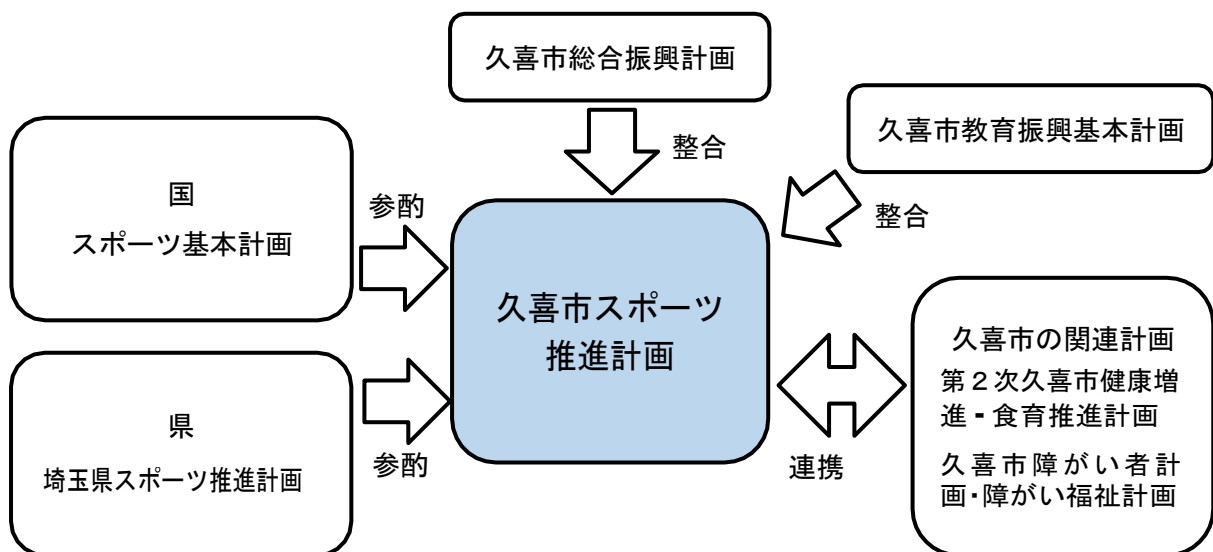 久喜市総合振興計画
整合
久喜市教育振興基本計画
整合
国
スポーツ基本計画
参酌
久喜市スポーツ
推進計画
県
埼玉県スポーツ推進計画
参酌
連携
久喜市の関連計画
第２次久喜市健康増
進・食育推進計画
久喜市障がい者計
画・障がい福祉計画